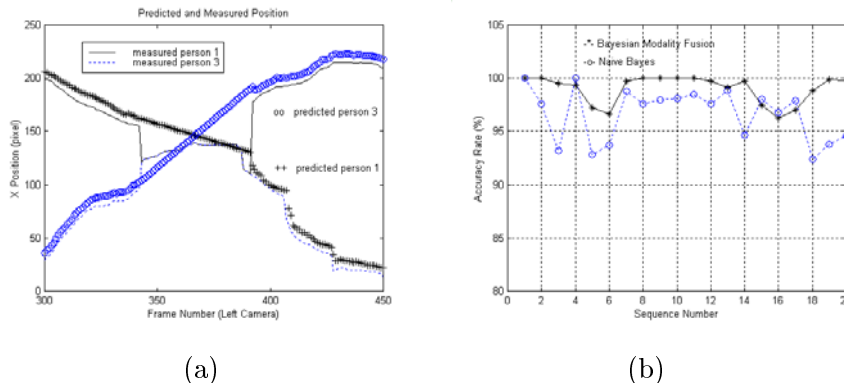 Predicted and Measured Position
250
200
150
100
50
0
300
350
400
450
X Position (pixel)
Frame Number (Left Camera)
measured person 1
measured person 3
predicted person 3
predicted person 1
(a)
105
100
95
90
85
80
0
2
4
6
8
10
12
14
16
18
Accuracy Rate (%)
Sequence Number
Bayesian Modality Fusion
Naive Bayes
(b)